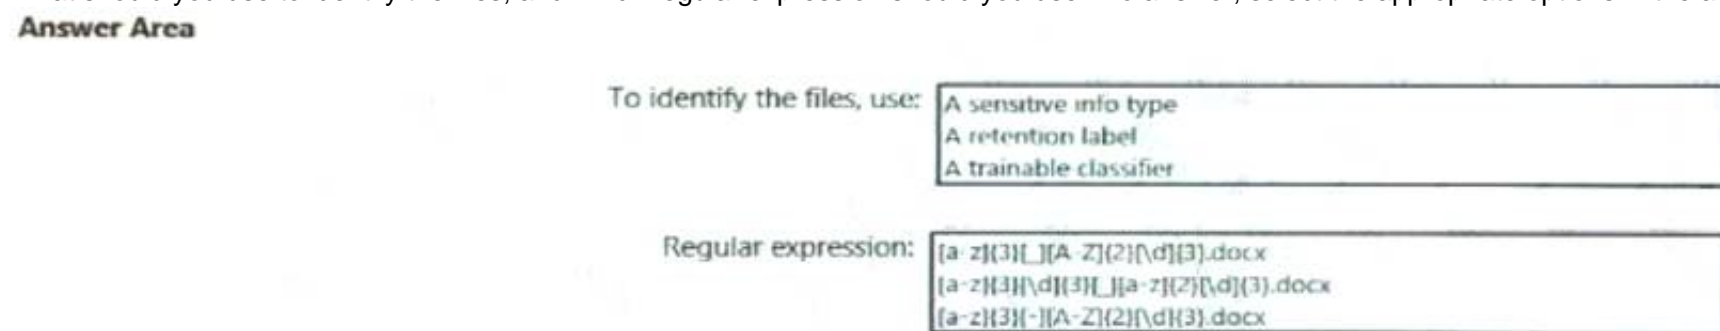 Answer Area
To identify the files, use:
A sensitive info type
A retention label
A trainable classifier
Regular expression:
[a-z]{3}[_][A-Z]{2}[\d]{3}.docx
[a-z]{3}[\d]{3}[_][a-z]{2}[\d]{3}.docx
[a-z]{3}[-][A-Z]{2}[\d]{3}.docx